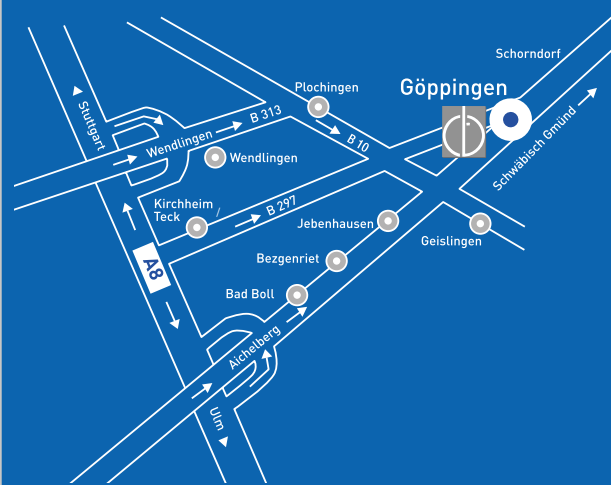 Schorndorf
Göppingen
Plochingen
Stuttgart
Wendlingen
B 313
B 10
Schwäbisch Gmünd
Wendlingen
Kirchheim
Teck
B 297
Jebenhausen
Geislingen
A8
Bezgenriet
Bad Boll
Aichelberg
Ulm